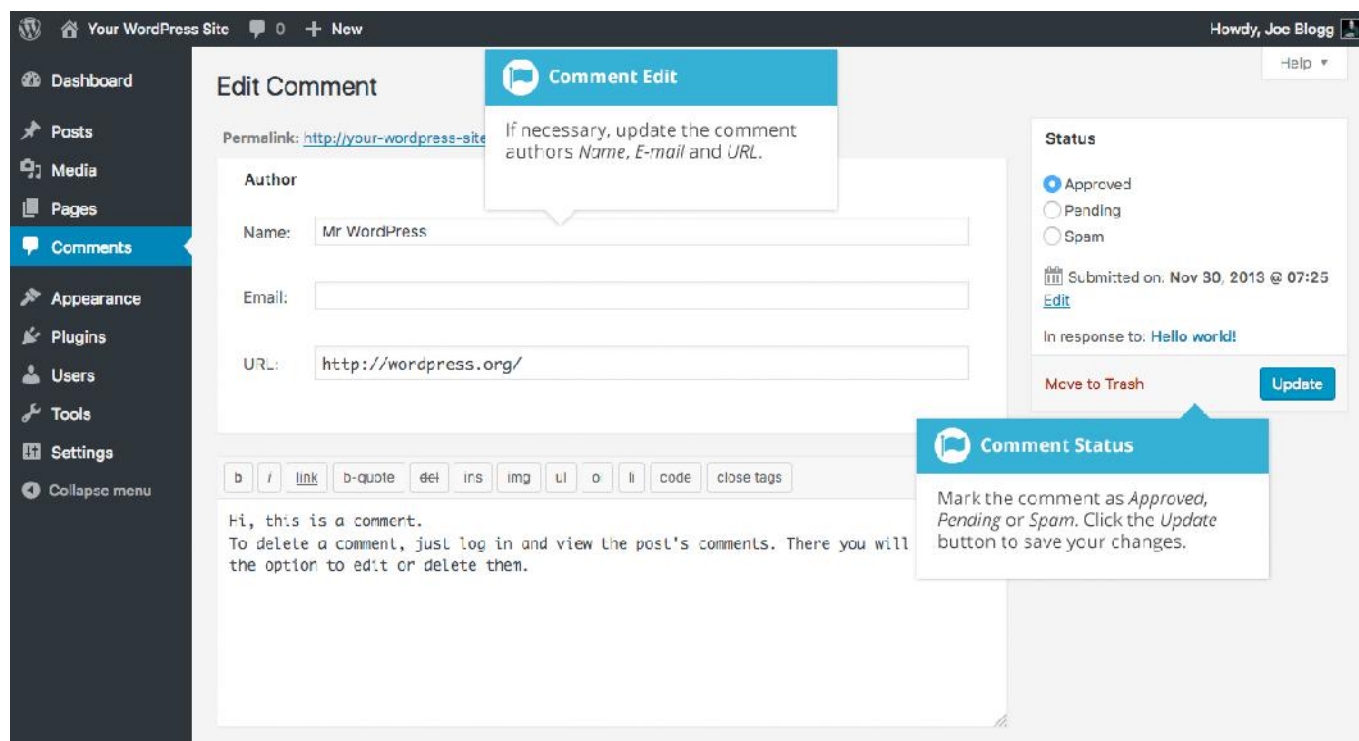 Your WordPress Site 0 + New
Howdy, Joe Blogg
Help
Dashboard
Posts
Media
Pages
Comments
Appearance
Plugins
Users
Tools
Settings
Collapse menu
Edit Comment
Permalink: http://your-wordpress-site
Comment Edit
If necessary, update the comment
authors Name, E-mail and URL.
Author
Name: Mr WordPress
Email:
URL: http://wordpress.org/
b i link b-quote del ins img ul ol li code close tags
Hi, this is a comment.
To delete a comment, just log in and view the post's comments. There you will
the option to edit or delete them.
Status
Approved
Pending
Spam
Submitted on: Nov 30, 2013 @ 07:25
Edit
In response to: Hello world!
Move to Trash Update
Comment Status
Mark the comment as Approved,
Pending or Spam. Click the Update
button to save your changes.